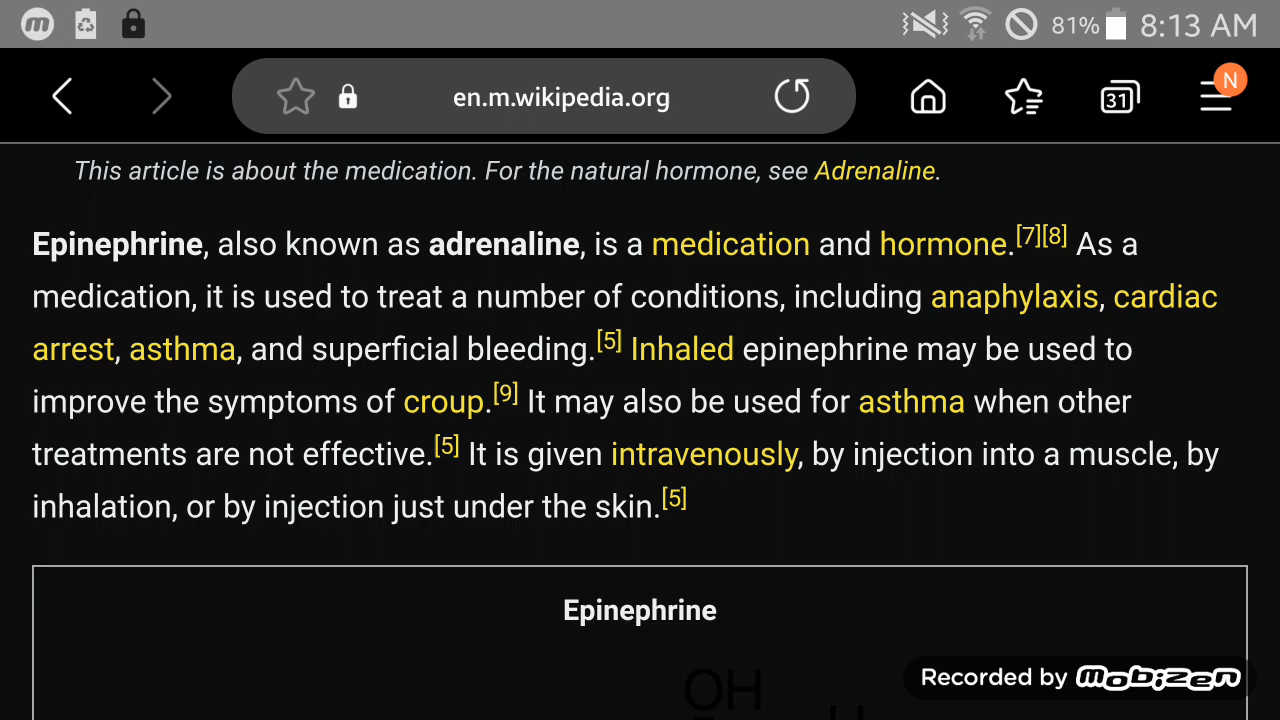 81% 8:13 AM
en.m.wikipedia.org 31 N
This article is about the medication. For the natural hormone, see Adrenaline.
Epinephrine, also known as adrenaline, is a medication and hormone.[7][8] As a
medication, it is used to treat a number of conditions, including anaphylaxis, cardiac
arrest, asthma, and superficial bleeding.[5] Inhaled epinephrine may be used to
improve the symptoms of croup.[9] It may also be used for asthma when other
treatments are not effective.[5] It is given intravenously, by injection into a muscle, by
inhalation, or by injection just under the skin.[5]
Epinephrine
OH
H
Recorded by mobizen